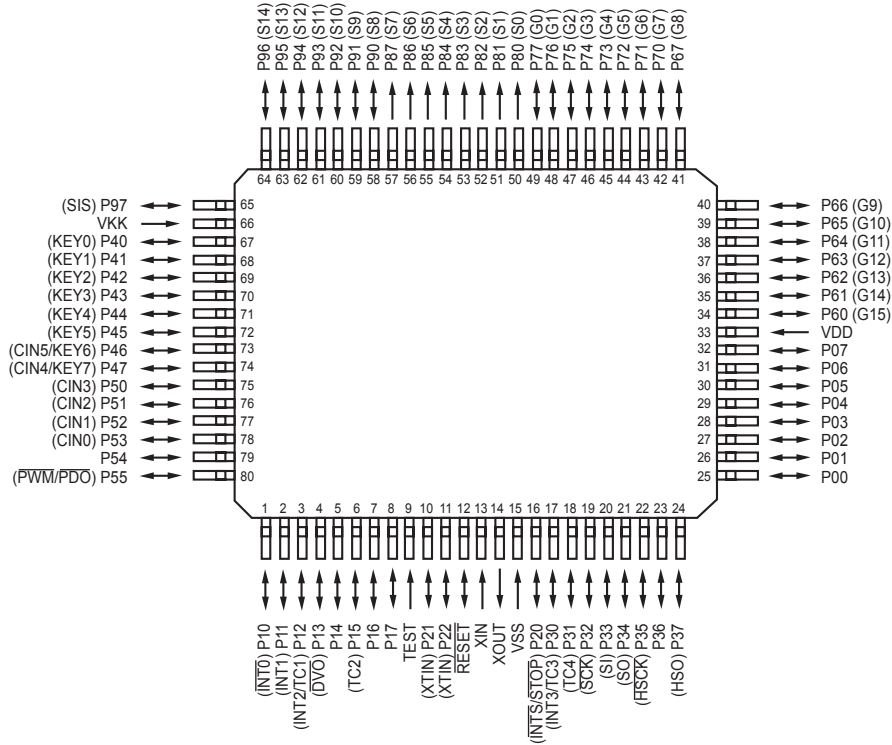 P96 (S14)
P95 (S13)
P94 (S12)
P93 (S11)
P92 (S10)
P91 (S9)
P90 (S8)
P87 (S7)
P86 (S6)
P85 (S5)
P84 (S4)
P83 (S3)
P82 (S2)
P81 (S1)
P80 (S0)
P77 (G0)
P76 (G1)
P75 (G2)
P74 (G3)
P73 (G4)
P72 (G5)
P71 (G6)
P70 (G7)
P67 (G8)
64 63 62 61 60 59 58 57 56 55 54 53 52 51 50 49 48 47 46 45 44 43 42 41
(SIS) P97 65
VKK 66
(KEY0) P40 67
(KEY1) P41 68
(KEY2) P42 69
(KEY3) P43 70
(KEY4) P44 71
(KEY5) P45 72
(CIN5/KEY6) P46 73
(CIN4/KEY7) P47 74
(CIN3) P50 75
(CIN2) P51 76
(CIN1) P52 77
(CIN0) P53 78
P54 79
(PWM/PDO) P55 80
40 P66 (G9)
39 P65 (G10)
38 P64 (G11)
37 P63 (G12)
36 P62 (G13)
35 P61 (G14)
34 P60 (G15)
33 VDD
32 P07
31 P06
30 P05
29 P04
28 P03
27 P02
26 P01
25 P00
1 2 3 4 5 6 7 8 9 10 11 12 13 14 15 16 17 18 19 20 21 22 23 24
(INT0) P10
(INT1) P11
(INT2/TC1) P12
(DVO) P13
P14
(TC2) P15
P16
P17
TEST
(XTIN) P21
(XTIN) P22
RESET
XIN
XOUT
VSS
(INTS/STOP) P20
(INT3/TC3) P30
(TC4) P31
(SCK) P32
(SI) P33
(SO) P34
(HSCK) P35
P36
(HSO) P37